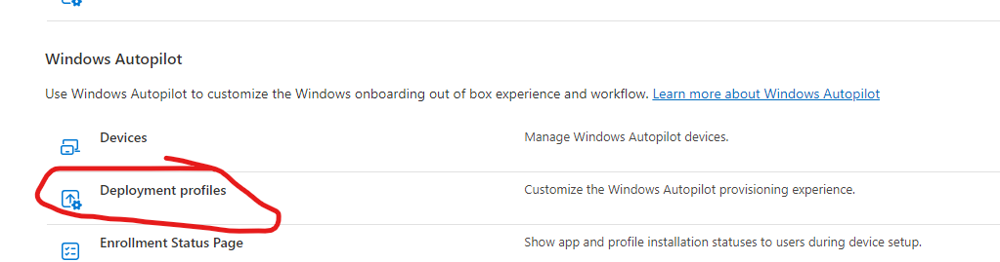 Windows Autopilot
Use Windows Autopilot to customize the Windows onboarding out of box experience and workflow. Learn more about Windows Autopilot
Devices Manage Windows Autopilot devices.
Deployment profiles Customize the Windows Autopilot provisioning experience.
Enrollment Status Page Show app and profile installation statuses to users during device setup.